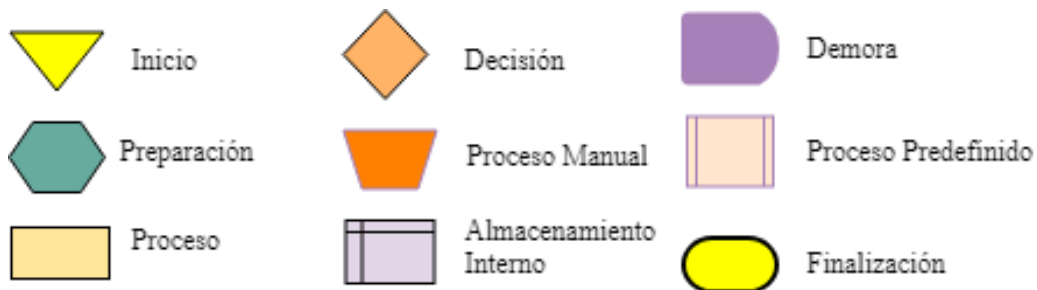 Inicio
Decisión
Demora
Preparación
Proceso Manual
Proceso Predefinido
Proceso
Almacenamiento
Interno
Finalización